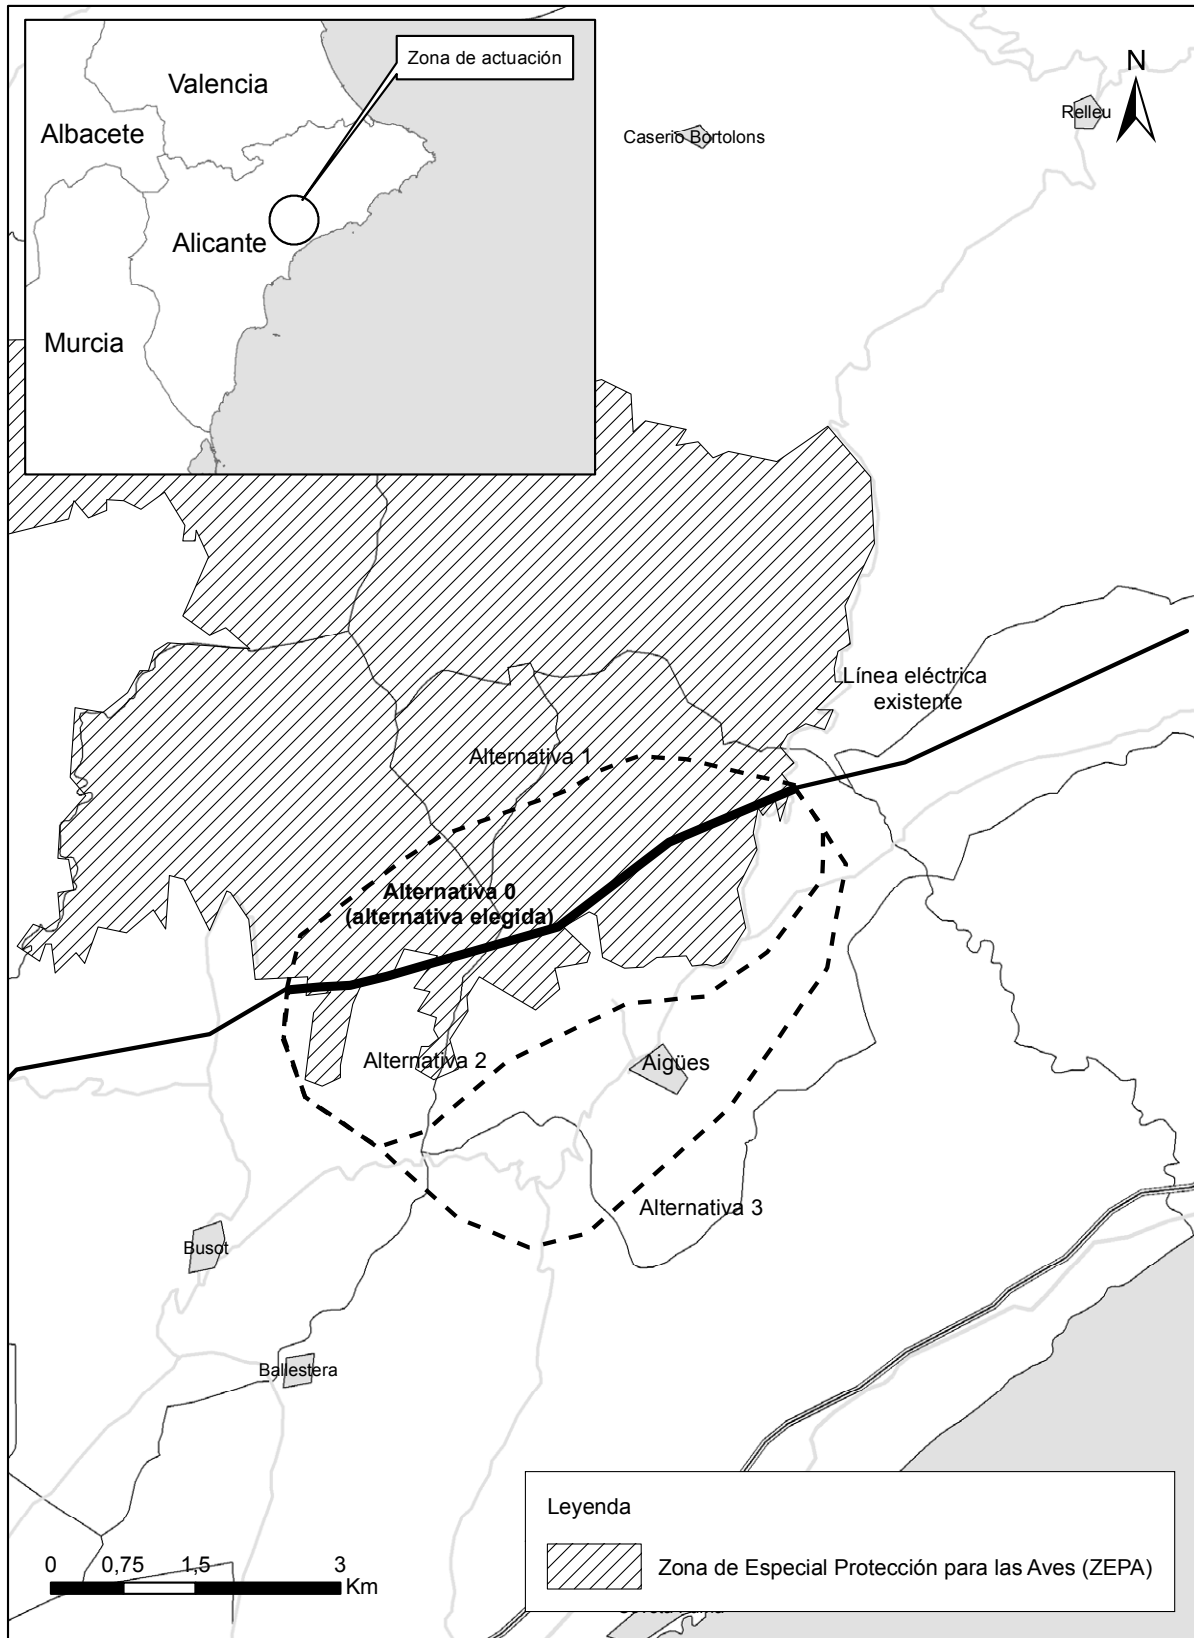 Zona de actuación
Valencia
Albacete
Alicante
Murcia
N
Relleu
Caserio Bortolons
Línea eléctrica
existente
Alternativa 1
Alternativa 0
(alternativa elegida)
Alternativa 2
Aigües
Alternativa 3
Busot
Ballestera
Leyenda
Zona de Especial Protección para las Aves (ZEPA)
0 0,75 1,5 3
Km